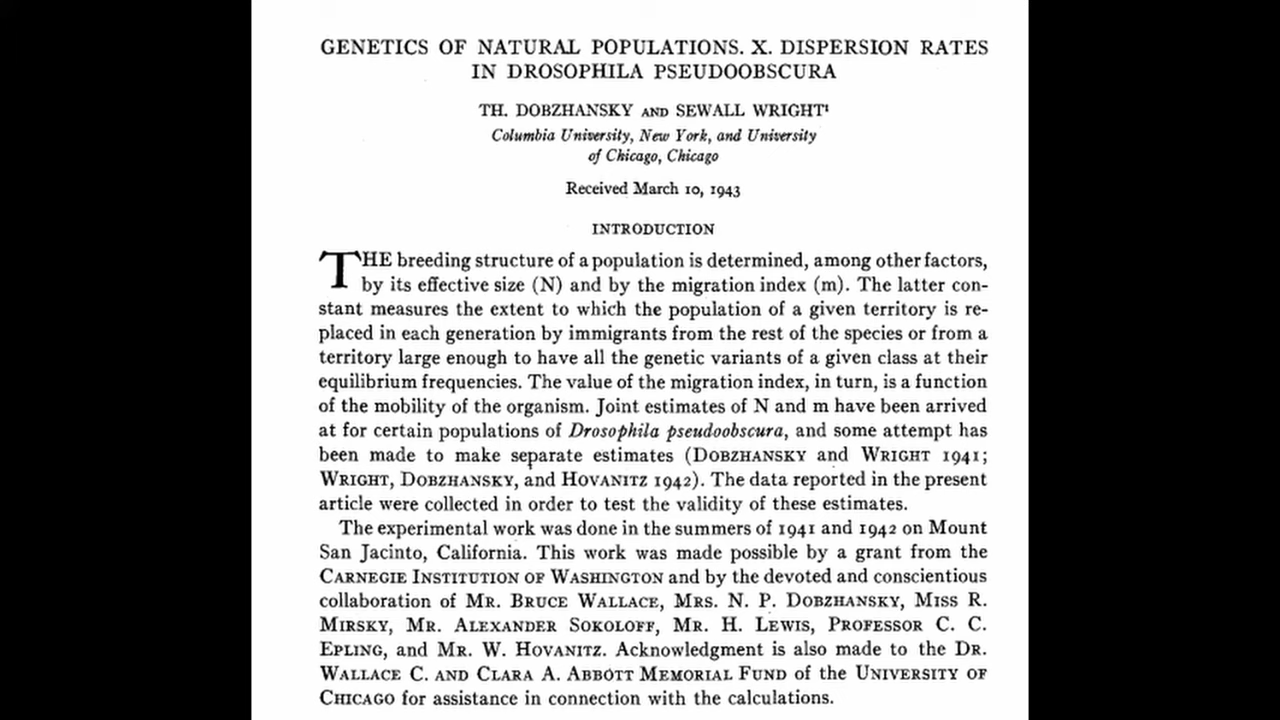 GENETICS OF NATURAL POPULATIONS. X. DISPERSION RATES
IN DROSOPHILA PSEUDOOBSCURA
TH. DOBZHANSKY AND SEWALL WRIGHT¹
Columbia University, New York, and University
of Chicago, Chicago
Received March 10, 1943
INTRODUCTION
THE breeding structure of a population is determined, among other factors,
by its effective size (N) and by the migration index (m). The latter con-
stant measures the extent to which the population of a given territory is re-
placed in each generation by immigrants from the rest of the species or from a
territory large enough to have all the genetic variants of a given class at their
equilibrium frequencies. The value of the migration index, in turn, is a function
of the mobility of the organism. Joint estimates of N and m have been arrived
at for certain populations of Drosophila pseudoobscura, and some attempt has
been made to make separate estimates (DOBZHANSKY and WRIGHT 1941;
WRIGHT, DOBZHANSKY, and HOVANITZ 1942). The data reported in the present
article were collected in order to test the validity of these estimates.
The experimental work was done in the summers of 1941 and 1942 on Mount
San Jacinto, California. This work was made possible by a grant from the
CARNEGIE INSTITUTION OF WASHINGTON and by the devoted and conscientious
collaboration of MR. BRUCE WALLACE, MRS. N. P. DOBZHANSKY, MISS R.
MIRSKY, MR. ALEXANDER SOKOLOFF, MR. H. LEWIS, PROFESSOR C. C.
EPLING, and MR. W. HOVANITZ. Acknowledgment is also made to the DR.
WALLACE C. AND CLARA A. ABBOTT MEMORIAL FUND of the UNIVERSITY OF
CHICAGO for assistance in connection with the calculations.